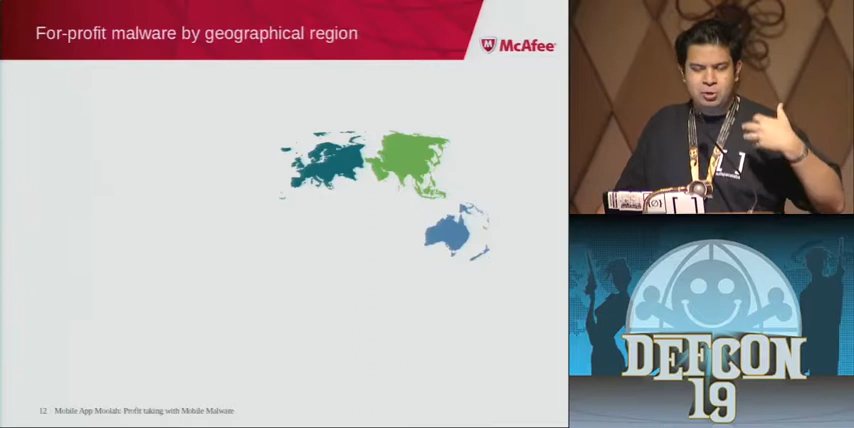 For-profit malware by geographical region
McAfee
12 Mobile App Moolah: Profit taking with Mobile Malware
DEFCON
19